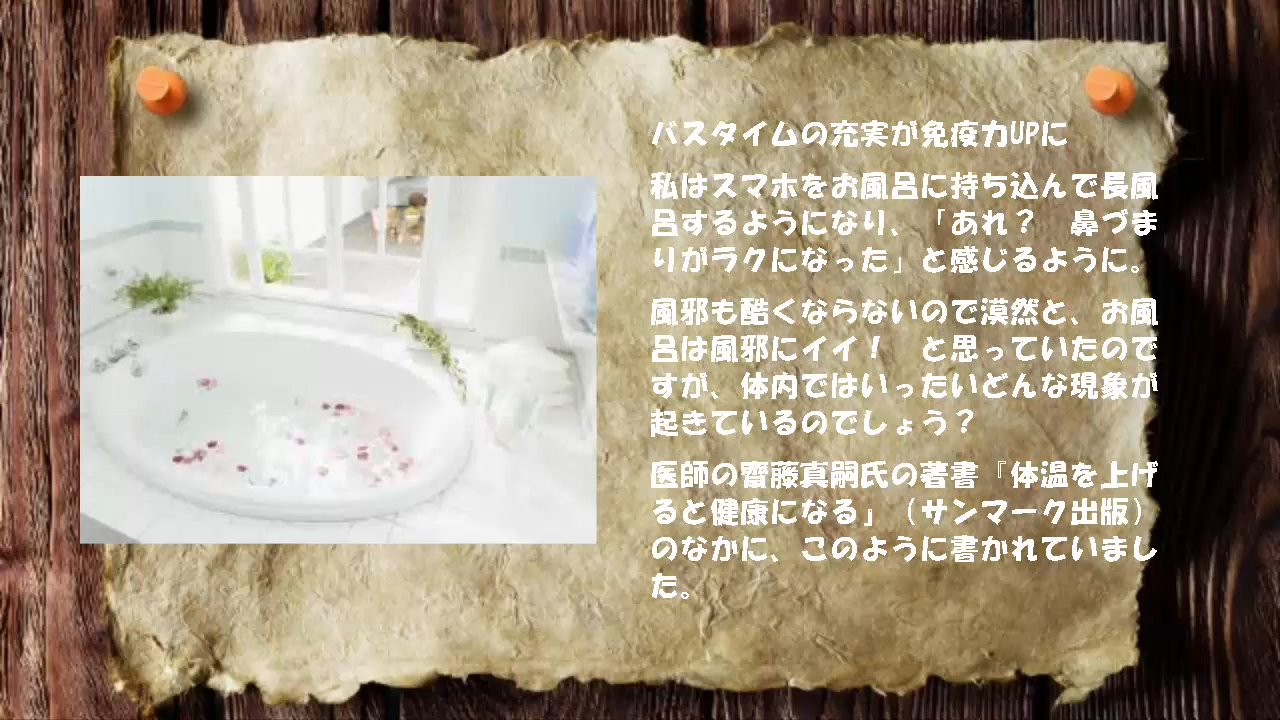 バスタイムの充実が免疫力UPに
私はスマホをお風呂に持ち込んで長風
呂するようになり、「あれ？　鼻づま
りがラクになった」と感じるように。
風邪も酷くならないので漠然と、お風
呂は風邪にイイ！　と思っていたので
すが、体内ではいったいどんな現象が
起きているのでしょう？
医師の齋藤真嗣氏の著書『体温を上げ
ると健康になる」（サンマーク出版）
のなかに、このように書かれていまし
た。